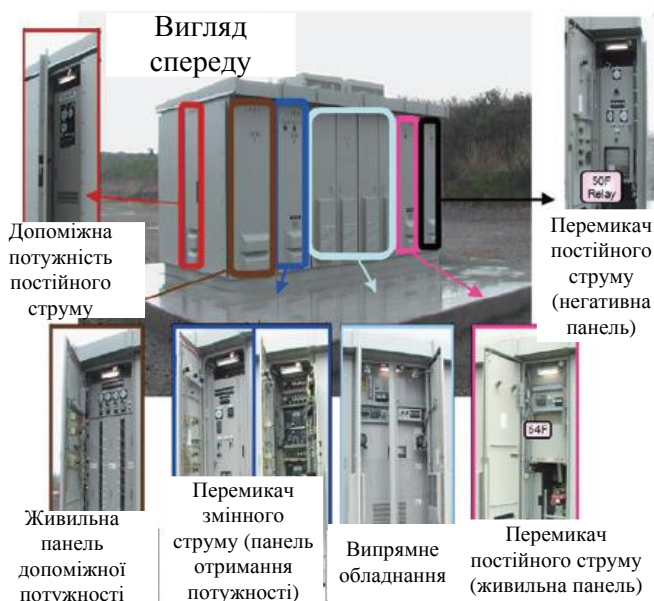 Вигляд
спереду
50F
Relay
Допоміжна
потужність
постійного
струму
Перемикач
постійного
струму
(негативна
панель)
54F
Живильна
панель
допоміжної
потужності
Перемикач
змінного
струму (панель
отримання
потужності)
Випрямне
обладнання
Перемикач
постійного струму
(живильна панель)